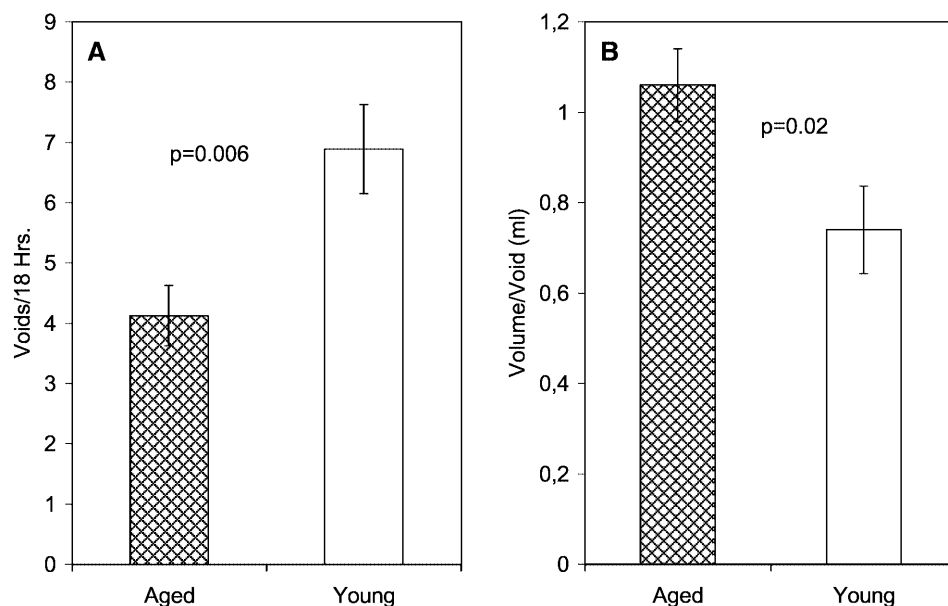 A
9
8
7
6
5
4
3
2
1
0
Voids/18 Hrs.
p=0.006
Aged Young
B
1,2
1
0,8
0,6
0,4
0,2
0
Volume/Void (ml)
p=0.02
Aged Young